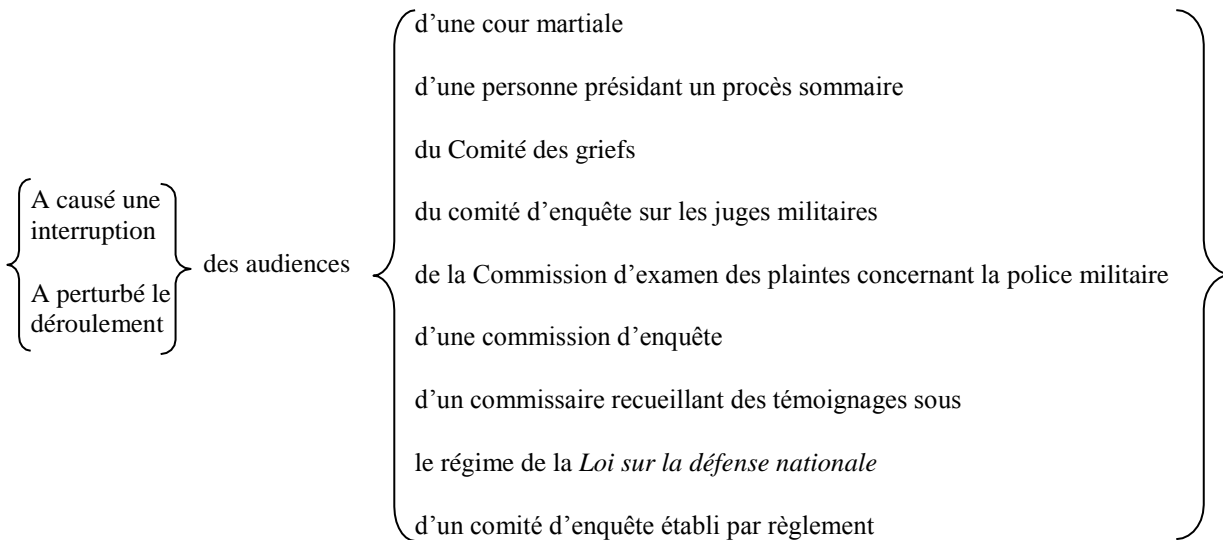 A causé une
interruption
A perturbé le
déroulement
des audiences
d’une cour martiale
d’une personne présidant un procès sommaire
du Comité des griefs
du comité d’enquête sur les juges militaires
de la Commission d’examen des plaintes concernant la police militaire
d’une commission d’enquête
d’un commissaire recueillant des témoignages sous
le régime de la Loi sur la défense nationale
d’un comité d’enquête établi par règlement